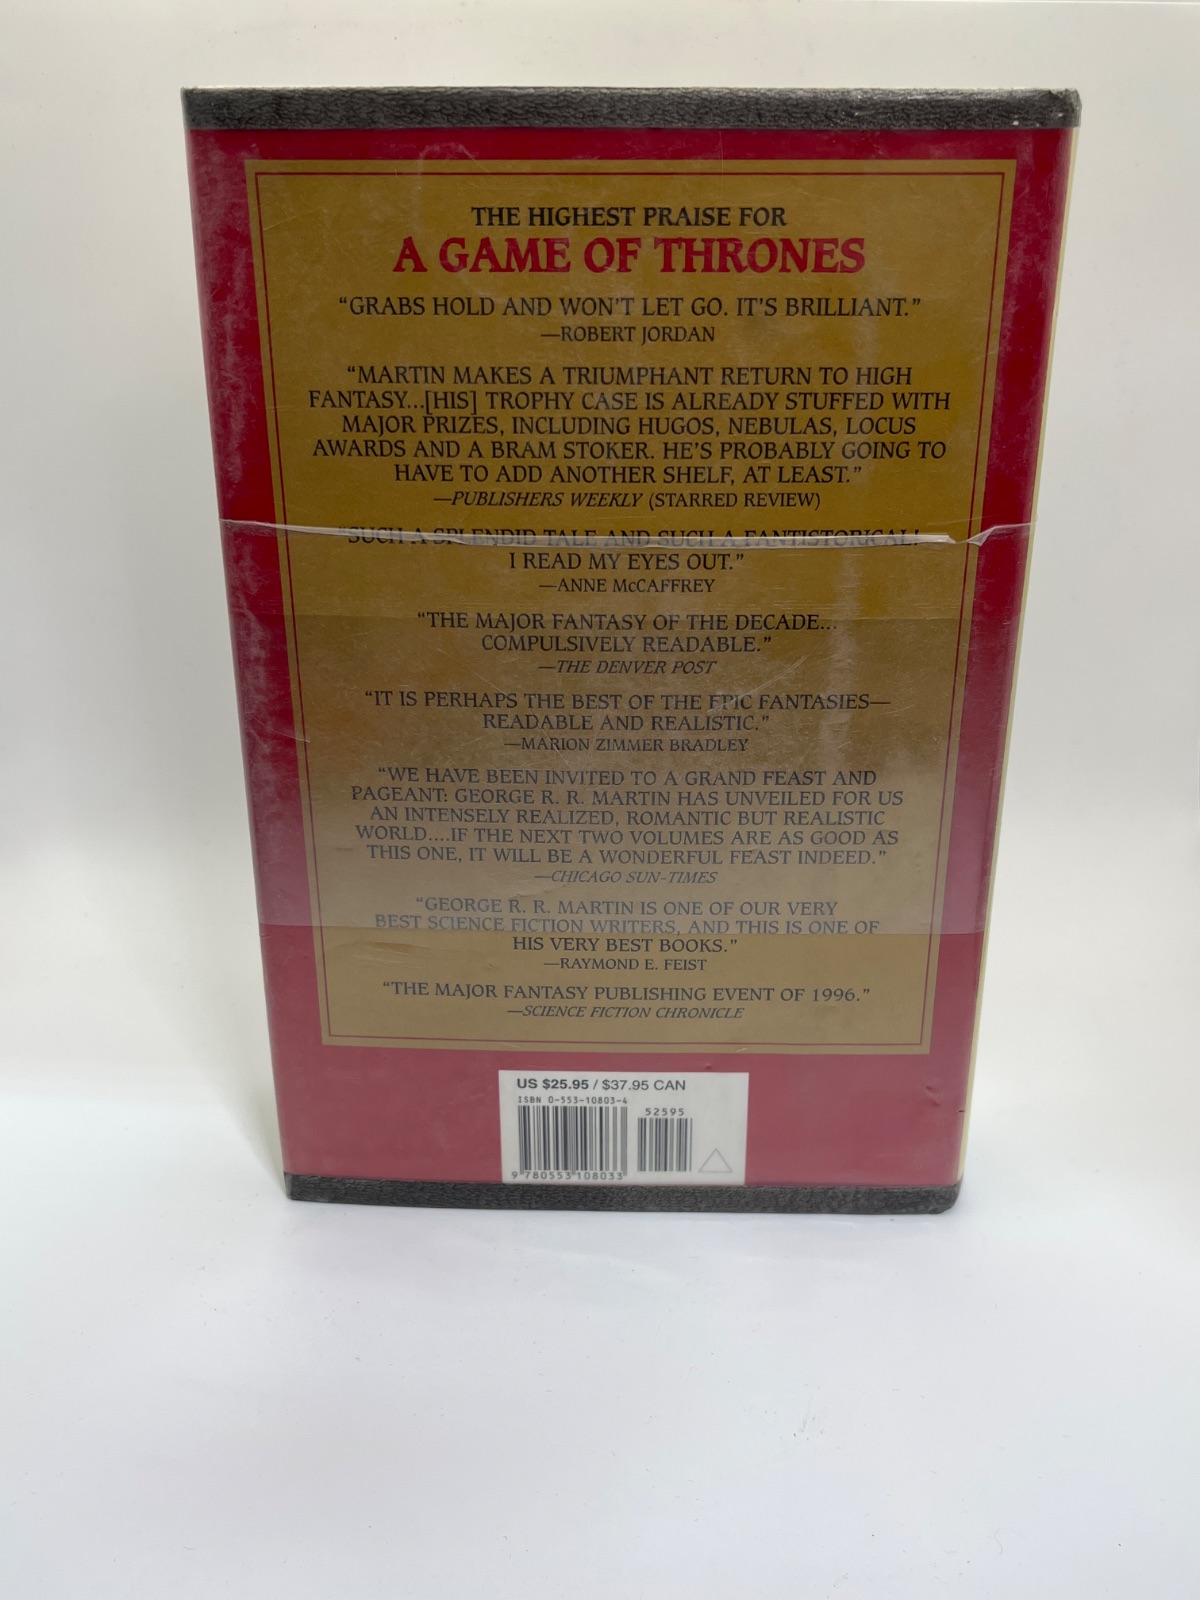 THE HIGHEST PRAISE FOR
A GAME OF THRONES
“GRABS HOLD AND WON'T LET GO. IT'S BRILLIANT.”
—ROBERT JORDAN
“MARTIN MAKES A TRIUMPHANT RETURN TO HIGH
FANTASY...[HIS] TROPHY CASE IS ALREADY STUFFED WITH
MAJOR PRIZES, INCLUDING HUGOS, NEBULAS, LOCUS
AWARDS AND A BRAM STOKER. HE'S PROBABLY GOING TO
HAVE TO ADD ANOTHER SHELF, AT LEAST.”
—PUBLISHERS WEEKLY (STARRED REVIEW)
“SUCH A SPLENDID TALE AND SUCH A FANTISTORICAL!
I READ MY EYES OUT.”
—ANNE McCAFFREY
“THE MAJOR FANTASY OF THE DECADE...
COMPULSIVELY READABLE.”
—THE DENVER POST
“IT IS PERHAPS THE BEST OF THE EPIC FANTASIES—
READABLE AND REALISTIC.”
—MARION ZIMMER BRADLEY
“WE HAVE BEEN INVITED TO A GRAND FEAST AND
PAGEANT: GEORGE R. R. MARTIN HAS UNVEILED FOR US
AN INTENSELY REALIZED, ROMANTIC BUT REALISTIC
WORLD....IF THE NEXT TWO VOLUMES ARE AS GOOD AS
THIS ONE, IT WILL BE A WONDERFUL FEAST INDEED.”
—CHICAGO SUN-TIMES
“GEORGE R. R. MARTIN IS ONE OF OUR VERY
BEST SCIENCE FICTION WRITERS, AND THIS IS ONE OF
HIS VERY BEST BOOKS.”
—RAYMOND E. FEIST
“THE MAJOR FANTASY PUBLISHING EVENT OF 1996.”
—SCIENCE FICTION CHRONICLE
US $25.95 / $37.95 CAN
ISBN 0-553-10803-4
52595
9 780553 108033